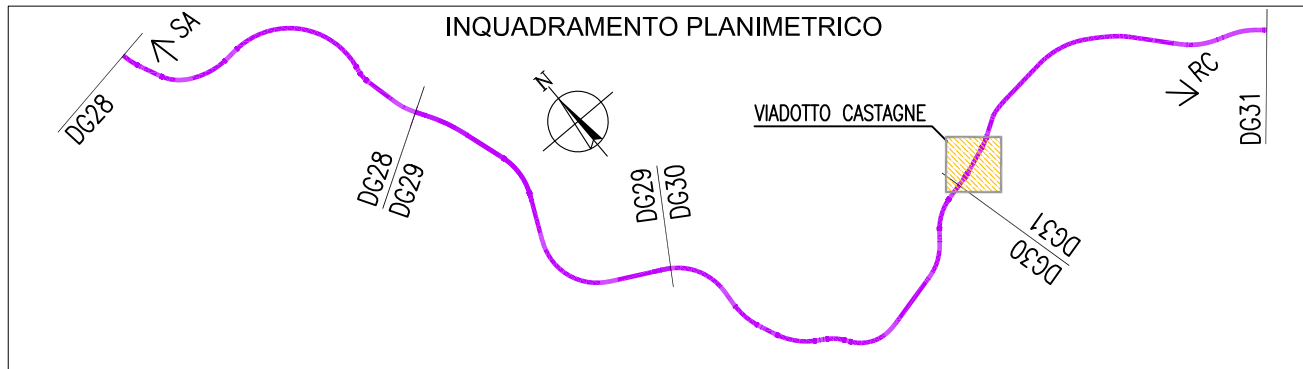 INQUADRAMENTO PLANIMETRICO
SA
DG28
N
DG28
DG29
DG29
DG30
VIADOTTO CASTAGNE
DG31
DG30
RC
DG31